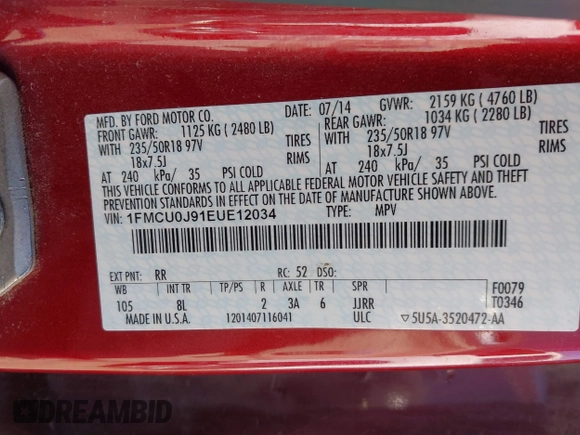 MFD. BY FORD MOTOR CO. DATE: 07/14 GVWR: 2159 KG ( 4760 LB)
FRONT GAWR: 1125 KG ( 2480 LB) REAR GAWR: 1034 KG ( 2280 LB)
WITH 235/50R18 97V TIRES WITH 235/50R18 97V TIRES
18x7.5J RIMS 18x7.5J RIMS
AT 240 kPa/ 35 PSI COLD AT 240 kPa/ 35 PSI COLD
THIS VEHICLE CONFORMS TO ALL APPLICABLE FEDERAL MOTOR VEHICLE SAFETY AND THEFT
PREVENTION STANDARDS IN EFFECT ON THE DATE OF MANUFACTURE SHOWN ABOVE.
VIN: 1FMCU0J91EUE12034 TYPE: MPV
EXT PNT: RR RC: 52 DSO:
WB INT TR TP/PS R AXLE TR SPR F0079
105 8L 2 3A 6 JJRR T0346
MADE IN U.S.A. 1201407116041 ULC ▽5U5A-3520472-AA
DREAMBID